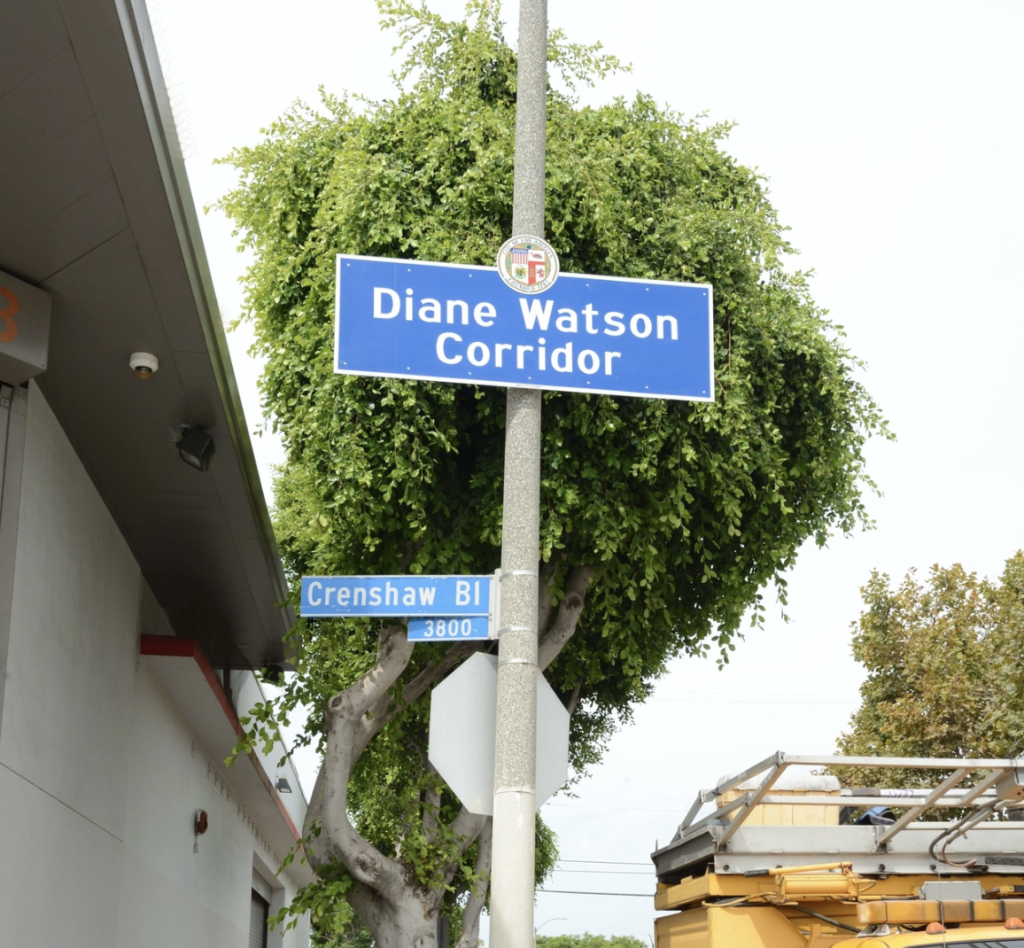 Diane Watson
Corridor
Crenshaw Bl
3800